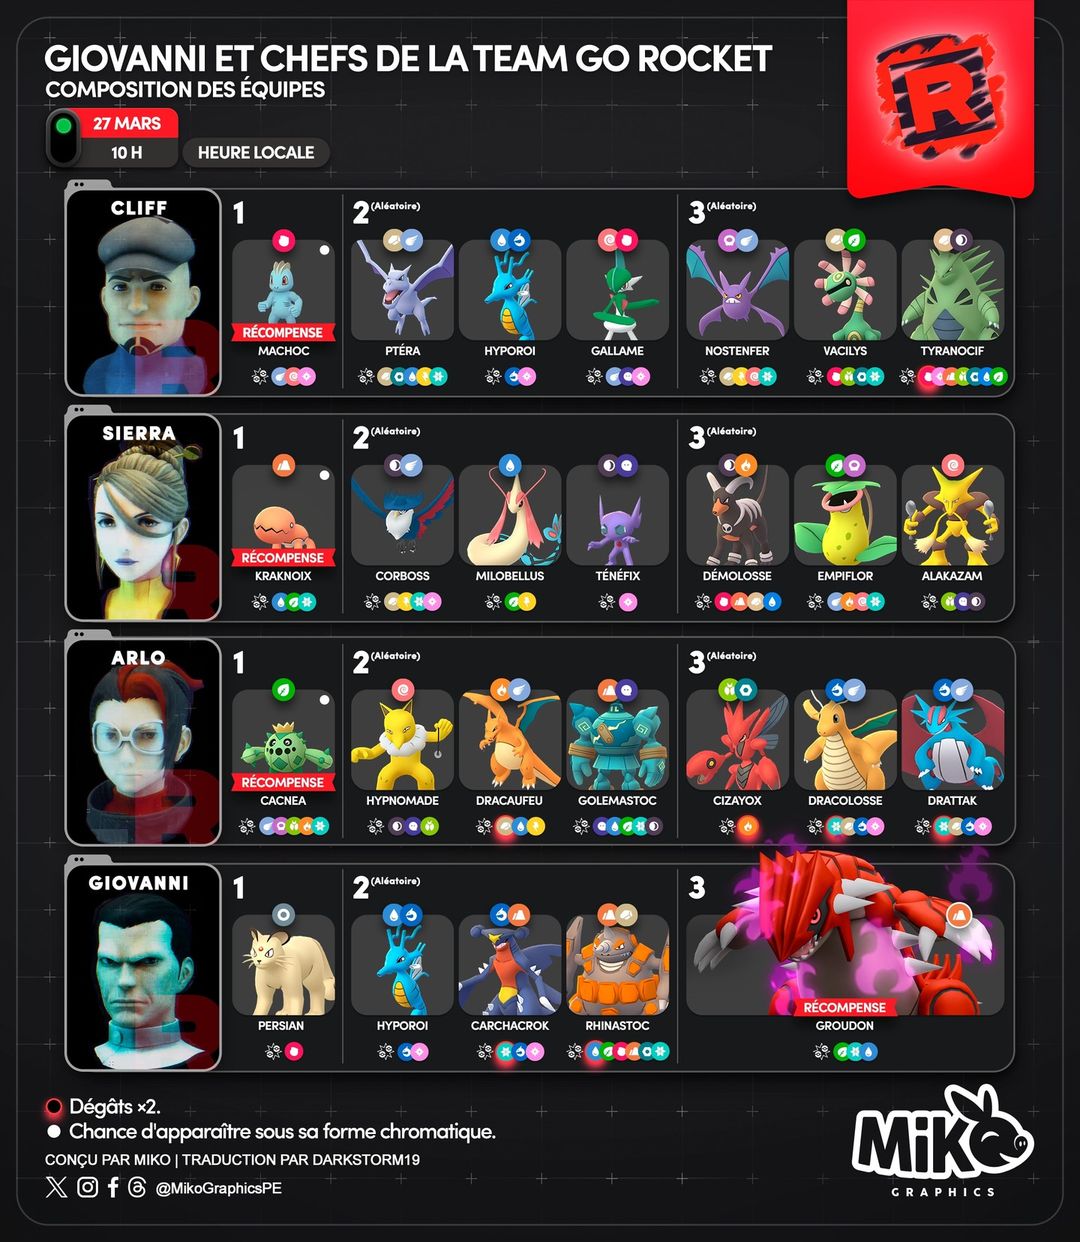 GIOVANNI ET CHEFS DE LA TEAM GO ROCKET
COMPOSITION DES ÉQUIPES
27 MARS
10 H
HEURE LOCALE
R
CLIFF
1
2 (Aléatoire)
3 (Aléatoire)
RÉCOMPENSE
MACHOC
PTÉRA
HYPOROI
GALLAME
NOSTENFER
VACILYS
TYRANOCIF
SIERRA
1
2 (Aléatoire)
3 (Aléatoire)
RÉCOMPENSE
KRAKNOIX
CORBOSS
MILOBELLUS
TÉNÉFIX
DÉMOLOSSE
EMPIFLOR
ALAKAZAM
ARLO
1
2 (Aléatoire)
3 (Aléatoire)
RÉCOMPENSE
CACNEA
HYPNOMADE
DRACAUFEU
GOLEMASTOC
CIZAYOX
DRACOLOSSE
DRATTAK
GIOVANNI
1
2 (Aléatoire)
3
PERSIAN
HYPOROI
CARCHACROK
RHINASTOC
RÉCOMPENSE
GROUDON
Dégâts ×2.
Chance d'apparaître sous sa forme chromatique.
CONÇU PAR MIKO | TRADUCTION PAR DARKSTORM19
@MikoGraphicsPE
MiKO
GRAPHICS